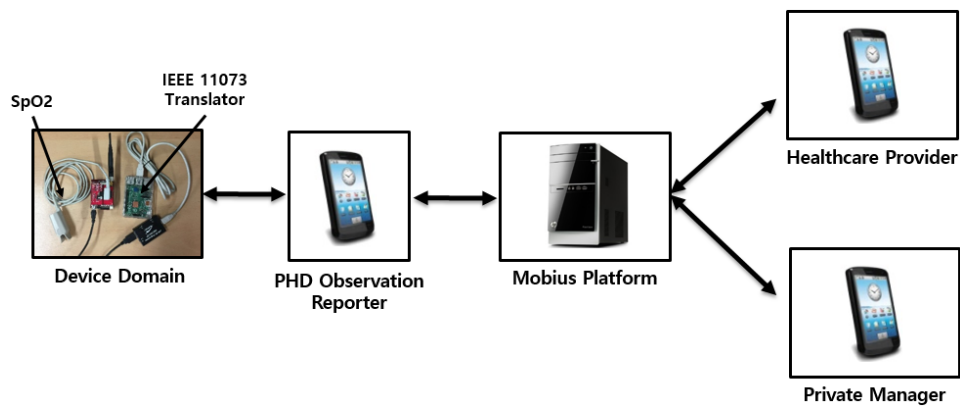 SpO2
IEEE 11073
Translator
Device Domain
PHD Observation
Reporter
Mobius Platform
Healthcare Provider
Private Manager